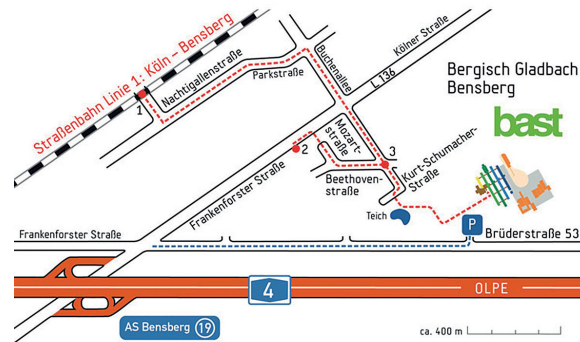 Straßenbahn Linie 1: Köln – Bensberg
1
Nachtigallenstraße
Parkstraße
Buchenallee
Kölner Straße
L 136
Bergisch Gladbach
Bensberg
bast
2
Mozart-
straße
3
Kurt-Schumacher-
Straße
Beethoven-
straße
Frankenforster Straße
Teich
P
Frankenforster Straße
Brüderstraße 53
4
OLPE
AS Bensberg 19
ca. 400 m